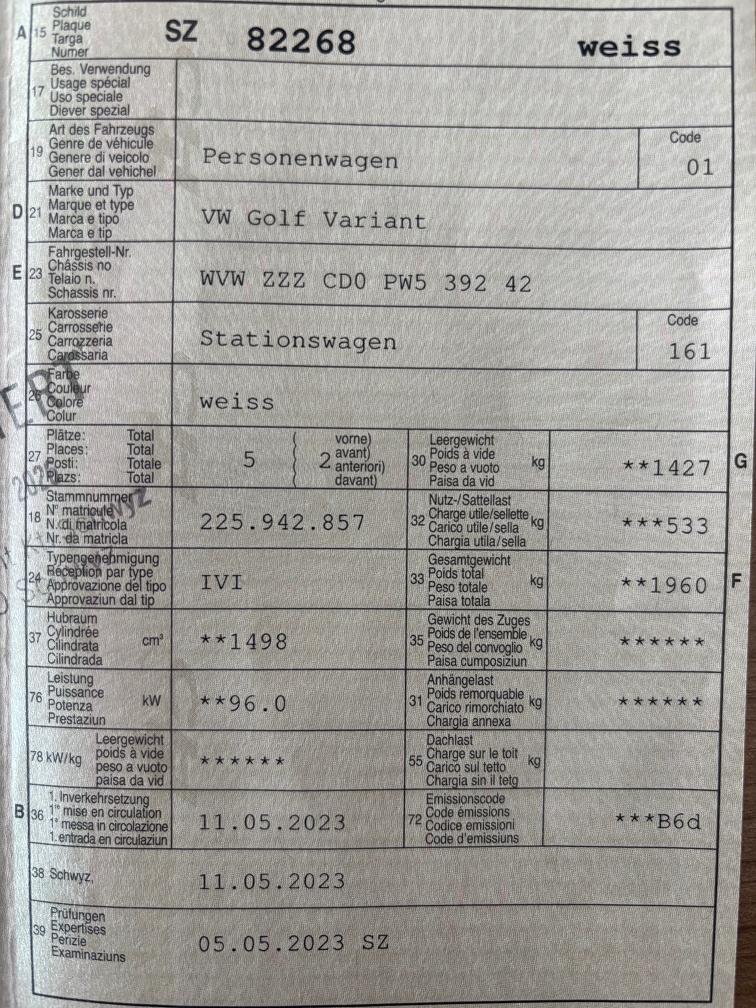 A 15 Schild
Plaque
Targa
Numer
SZ 82268 weiss
17 Bes. Verwendung
Usage spécial
Uso speciale
Diever spezial
19 Art des Fahrzeugs
Genre de véhicule
Genere di veicolo
Gener dal vehichel
Personenwagen
Code
01
D 21 Marke und Typ
Marque et type
Marca e tipo
Marca e tip
VW Golf Variant
E 23 Fahrgestell-Nr.
Châssis no
Telaio n.
Schassis nr.
WVW ZZZ CD0 PW5 392 42
25 Karosserie
Carrosserie
Carrozzeria
Carossaria
Stationswagen
Code
161
26 Farbe
Couleur
Colore
Colur
weiss
27 Plätze: Total
Places: Total
Posti: Totale
Plazs: Total
5
2 vorne)
avant)
anteriori)
davant)
30 Leergewicht
Poids à vide
Peso a vuoto
Paisa da vid
kg
**1427
G
18 Stammnummer
N° matricule
N. di matricola
Nr. da matricla
225.942.857
32 Nutz-/Sattellast
Charge utile/sellette
Carico utile/sella
Chargia utila/sella
kg
***533
24 Typengenehmigung
Réception par type
Approvazione del tipo
Approvaziun dal tip
IVI
33 Gesamtgewicht
Poids total
Peso totale
Paisa totala
kg
**1960
F
37 Hubraum
Cylindrée
Cilindrata
Cilindrada
cm³
**1498
35 Gewicht des Zuges
Poids de l'ensemble
Peso del convoglio
Paisa cumposiziun
kg
******
76 Leistung
Puissance
Potenza
Prestaziun
kW
**96.0
31 Anhängelast
Poids remorquable
Carico rimorchiato
Chargia annexa
kg
******
78 kW/kg Leergewicht
poids à vide
peso a vuoto
paisa da vid
******
55 Dachlast
Charge sur le toit
Carico sul tetto
Chargia sin il tetg
kg
B 36 1. Inverkehrsetzung
1re mise en circulation
1a messa in circolazione
1. entrada en circulaziun
11.05.2023
72 Emissionscode
Code émissions
Codice emissioni
Code d'emissiuns
***B6d
38 Schwyz,
11.05.2023
39 Prüfungen
Expertises
Perizie
Examinaziuns
05.05.2023 SZ